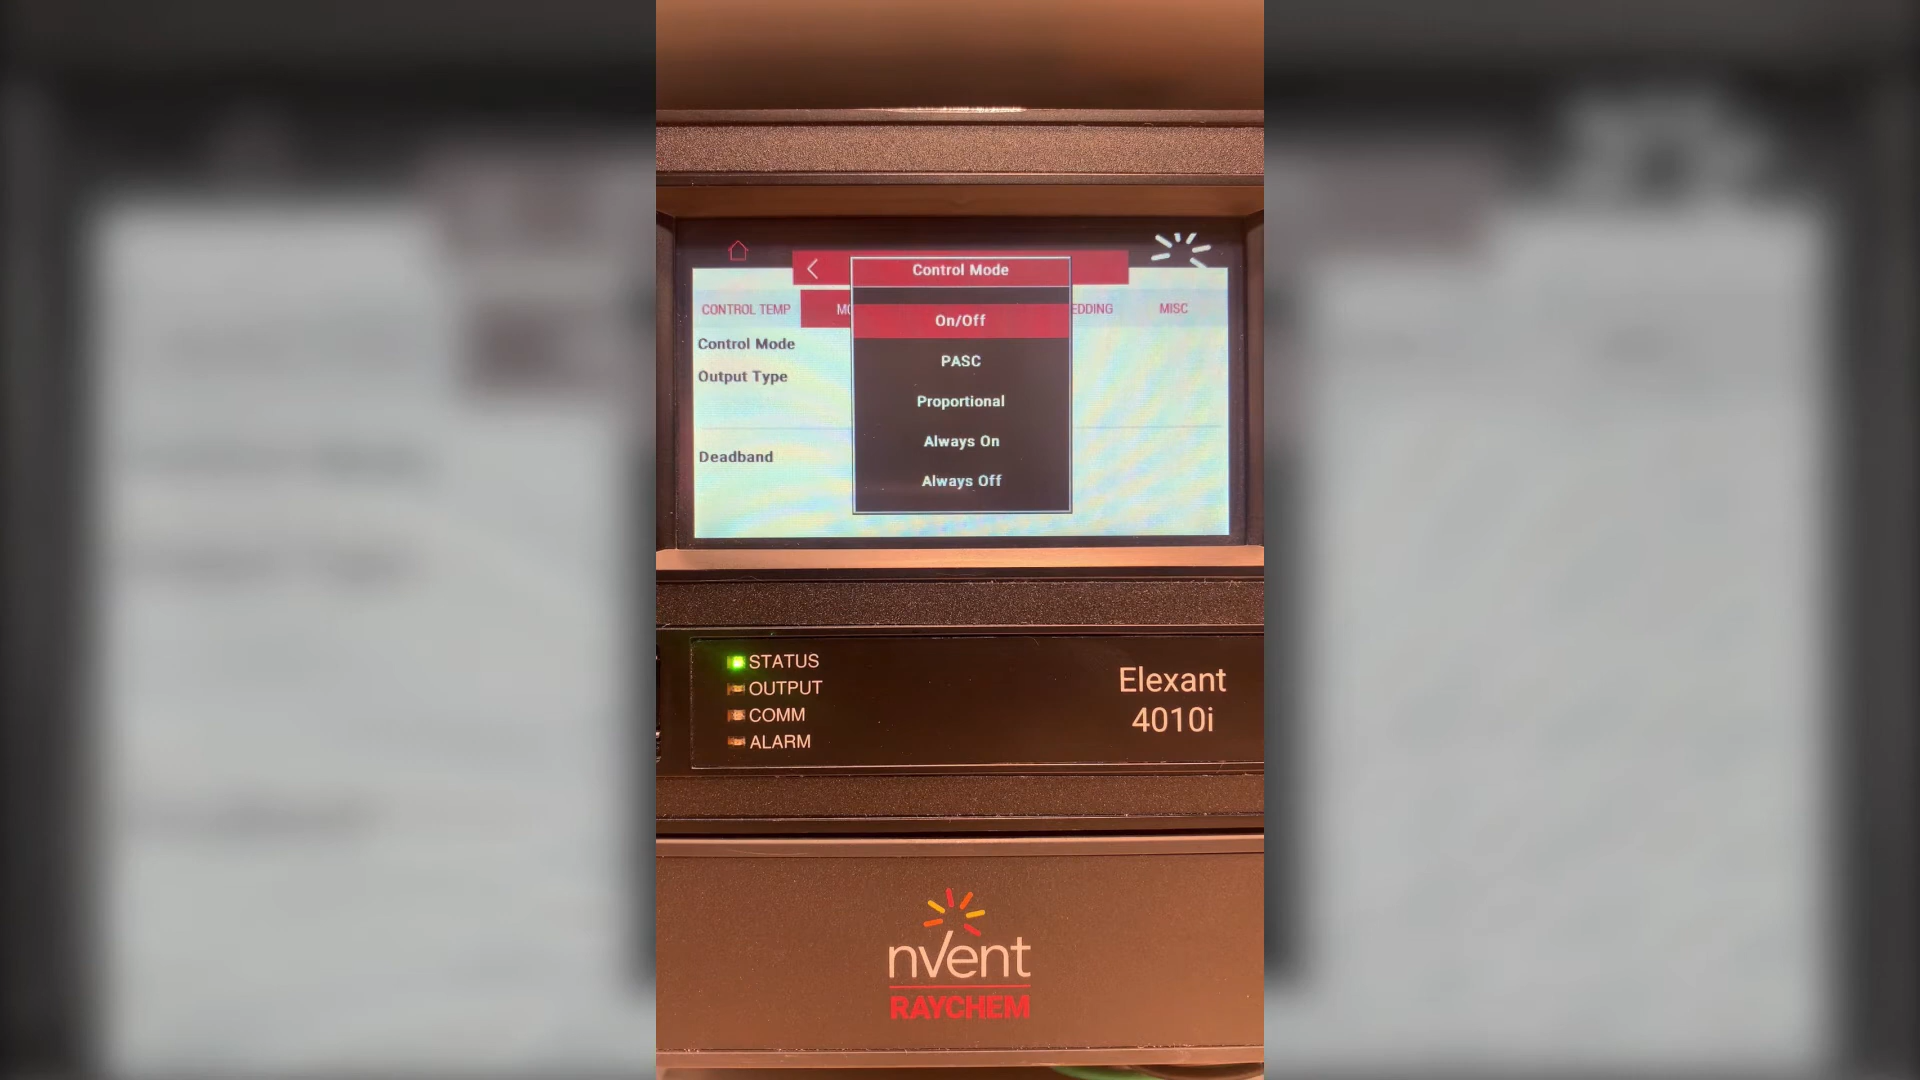 Control Mode
CONTROL TEMP
EDDING
MISC
On/Off
Control Mode
PASC
Output Type
Proportional
Always On
Deadband
Always Off
STATUS
OUTPUT
COMM
ALARM
Elexant
4010i
nvent
RAYCHEM